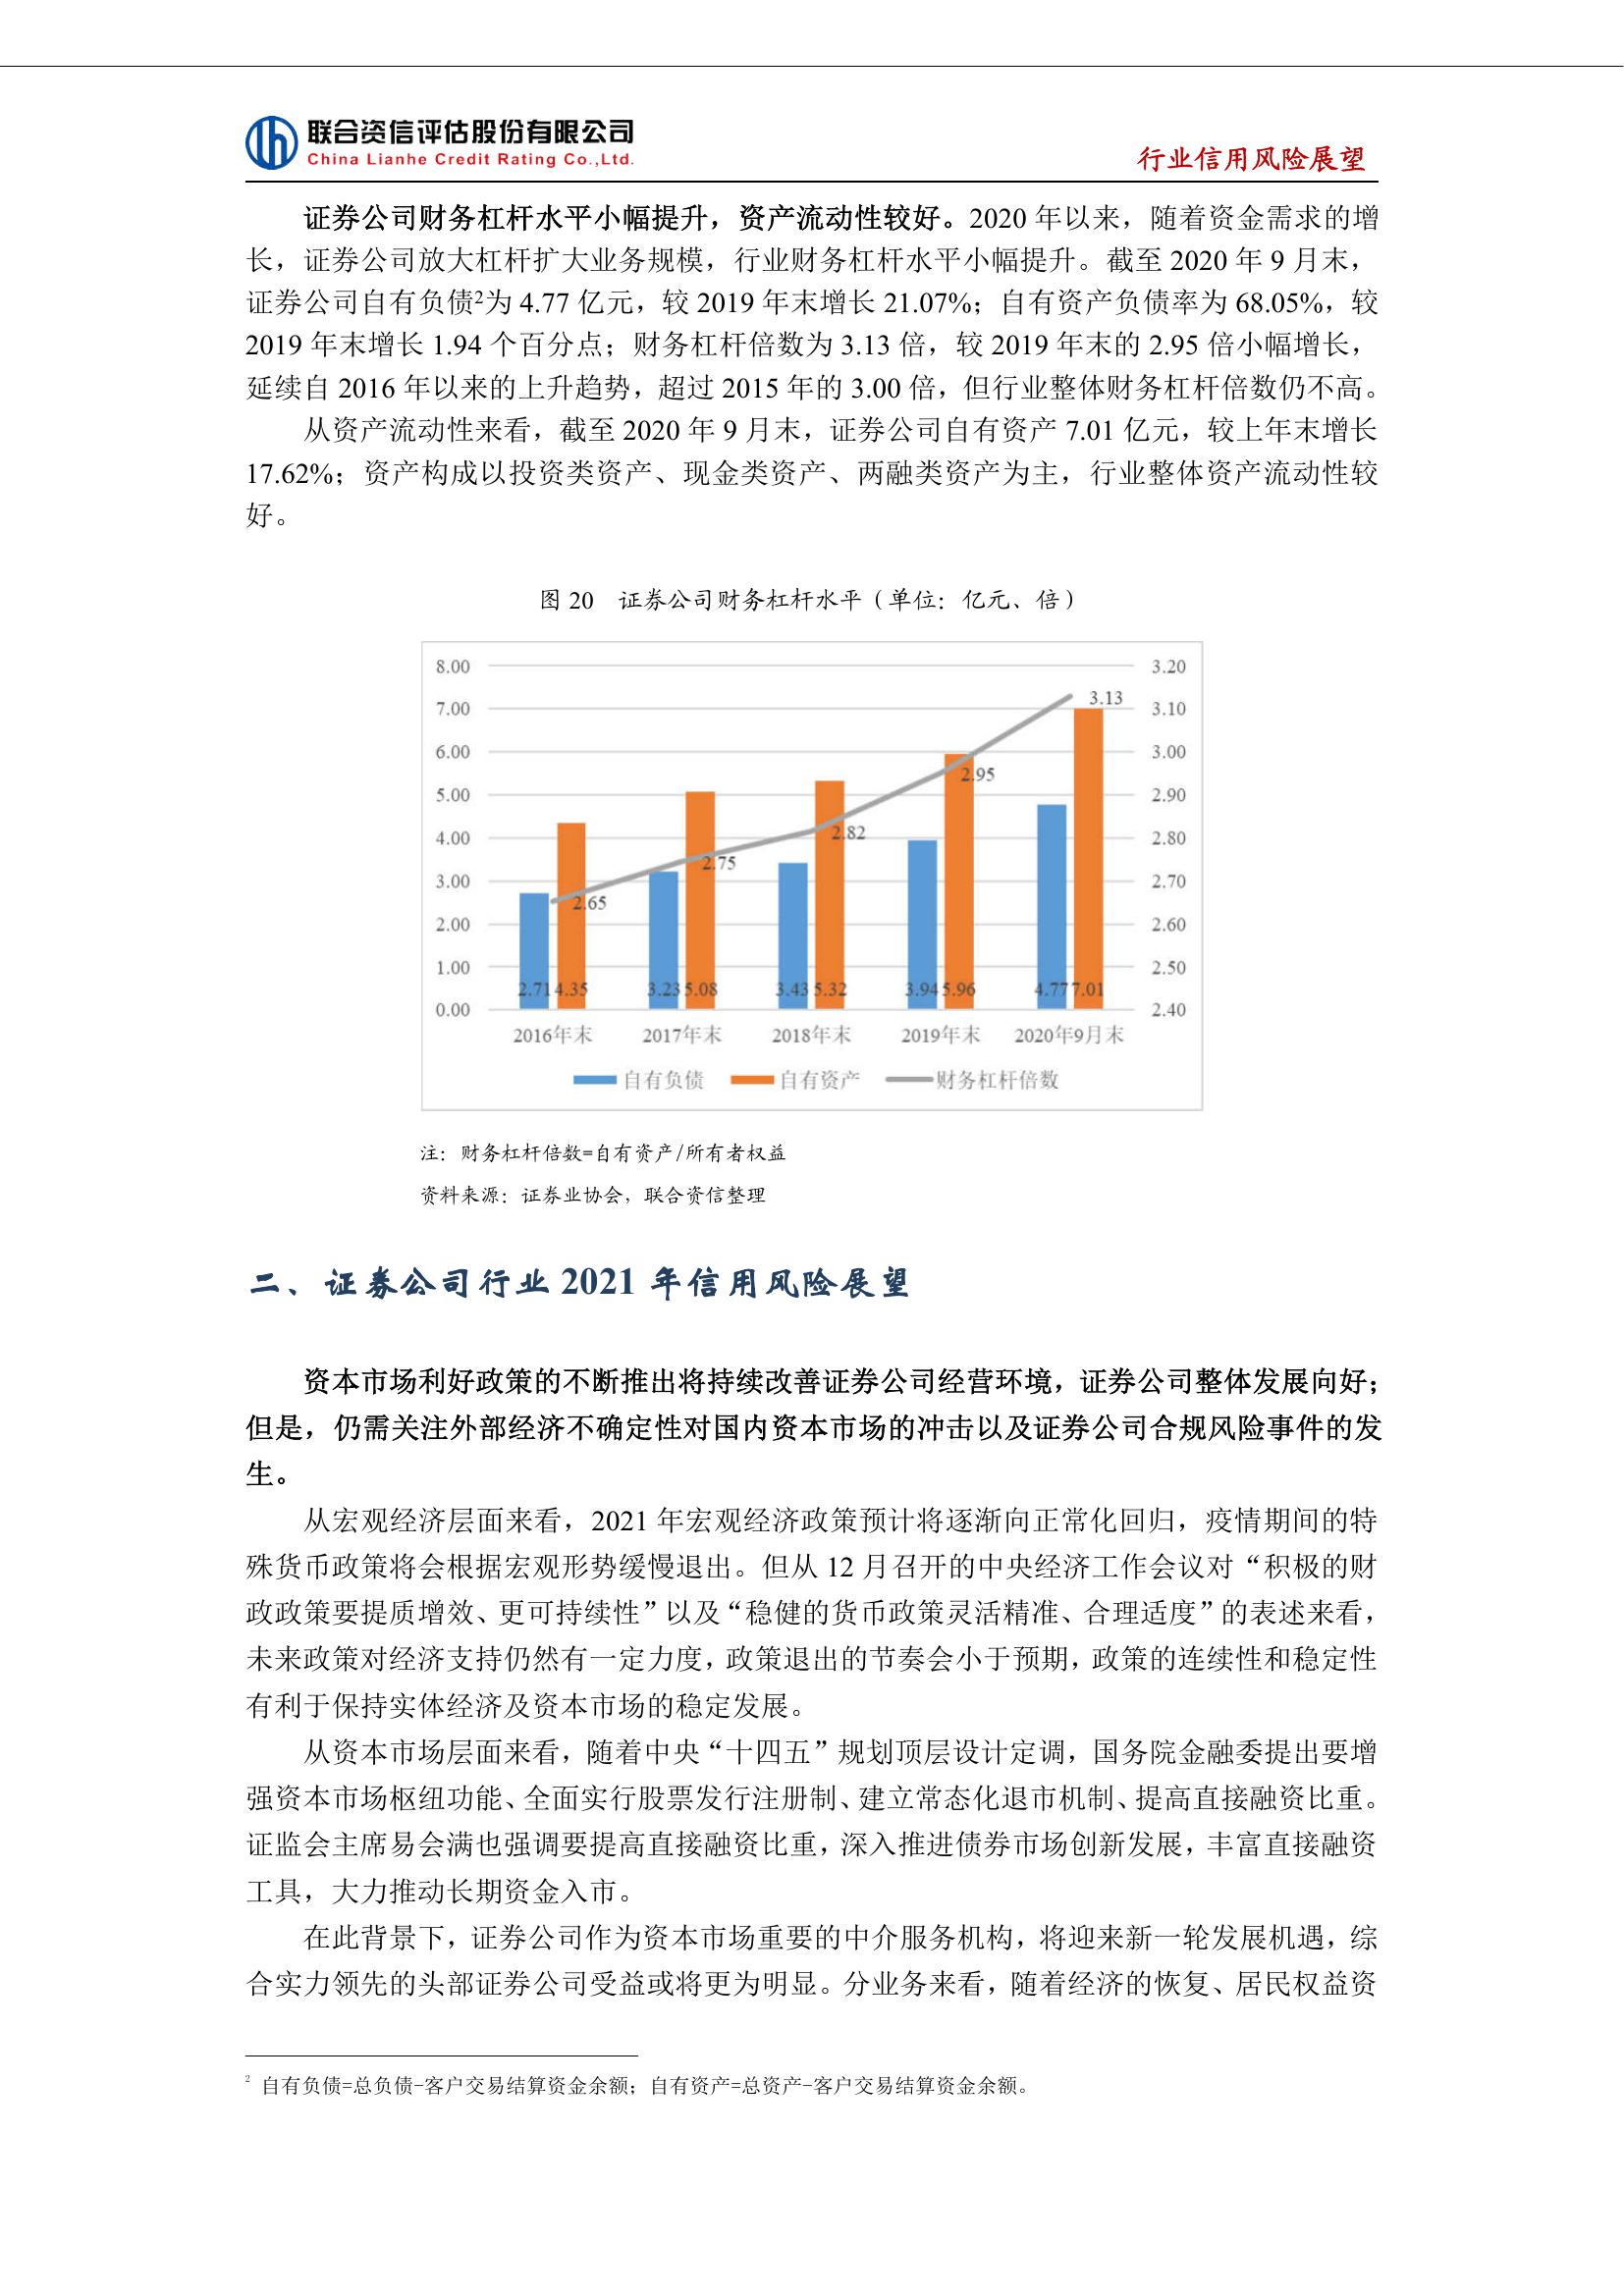 联合资信评估股份有限公司
China Lianhe Credit Rating Co.,Ltd.
行业信用风险展望
证券公司财务杠杆水平小幅提升，资产流动性较好。2020 年以来，随着资金需求的增
长，证券公司放大杠杆扩大业务规模，行业财务杠杆水平小幅提升。截至 2020 年 9 月末，
证券公司自有负债²为 4.77 亿元，较 2019 年末增长 21.07%；自有资产负债率为 68.05%，较
2019 年末增长 1.94 个百分点；财务杠杆倍数为 3.13 倍，较 2019 年末的 2.95 倍小幅增长，
延续自 2016 年以来的上升趋势，超过 2015 年的 3.00 倍，但行业整体财务杠杆倍数仍不高。
从资产流动性来看，截至 2020 年 9 月末，证券公司自有资产 7.01 亿元，较上年末增长
17.62%；资产构成以投资类资产、现金类资产、两融类资产为主，行业整体资产流动性较
好。
图 20 证券公司财务杠杆水平（单位：亿元、倍）
8.00 3.20
7.00 3.13 3.10
6.00 3.00
2.95
5.00 2.90
4.00 2.82 2.80
2.75
3.00 2.70
2.65
2.00 2.60
1.00 2.50
2.71 4.35 3.23 5.08 3.43 5.32 3.94 5.96 4.77 7.01
0.00 2.40
2016年末 2017年末 2018年末 2019年末 2020年9月末
自有负债 自有资产 财务杠杆倍数
注：财务杠杆倍数=自有资产/所有者权益
资料来源：证券业协会，联合资信整理
二、证券公司行业 2021 年信用风险展望
资本市场利好政策的不断推出将持续改善证券公司经营环境，证券公司整体发展向好；
但是，仍需关注外部经济不确定性对国内资本市场的冲击以及证券公司合规风险事件的发
生。
从宏观经济层面来看，2021 年宏观经济政策预计将逐渐向正常化回归，疫情期间的特
殊货币政策将会根据宏观形势缓慢退出。但从 12 月召开的中央经济工作会议对“积极的财
政政策要提质增效、更可持续性”以及“稳健的货币政策灵活精准、合理适度”的表述来看，
未来政策对经济支持仍然有一定力度，政策退出的节奏会小于预期，政策的连续性和稳定性
有利于保持实体经济及资本市场的稳定发展。
从资本市场层面来看，随着中央“十四五”规划顶层设计定调，国务院金融委提出要增
强资本市场枢纽功能、全面实行股票发行注册制、建立常态化退市机制、提高直接融资比重。
证监会主席易会满也强调要提高直接融资比重，深入推进债券市场创新发展，丰富直接融资
工具，大力推动长期资金入市。
在此背景下，证券公司作为资本市场重要的中介服务机构，将迎来新一轮发展机遇，综
合实力领先的头部证券公司受益或将更为明显。分业务来看，随着经济的恢复、居民权益资
² 自有负债=总负债-客户交易结算资金余额；自有资产=总资产-客户交易结算资金余额。